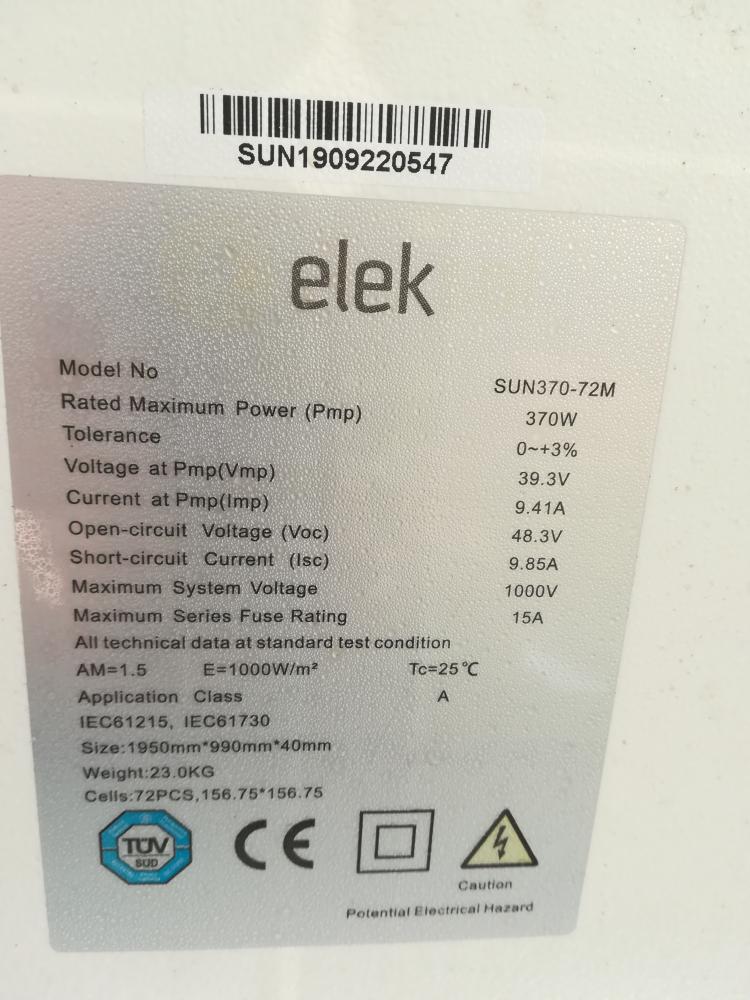 SUN1909220547
elek
Model No SUN370-72M
Rated Maximum Power (Pmp) 370W
Tolerance 0~+3%
Voltage at Pmp(Vmp) 39.3V
Current at Pmp(Imp) 9.41A
Open-circuit Voltage (Voc) 48.3V
Short-circuit Current (Isc) 9.85A
Maximum System Voltage 1000V
Maximum Series Fuse Rating 15A
All technical data at standard test condition
AM=1.5 E=1000W/m² Tc=25℃
Application Class A
IEC61215, IEC61730
Size:1950mm*990mm*40mm
Weight:23.0KG
Cells:72PCS,156.75*156.75
TÜV
SÜD
CE
Caution
Potential Electrical Hazard